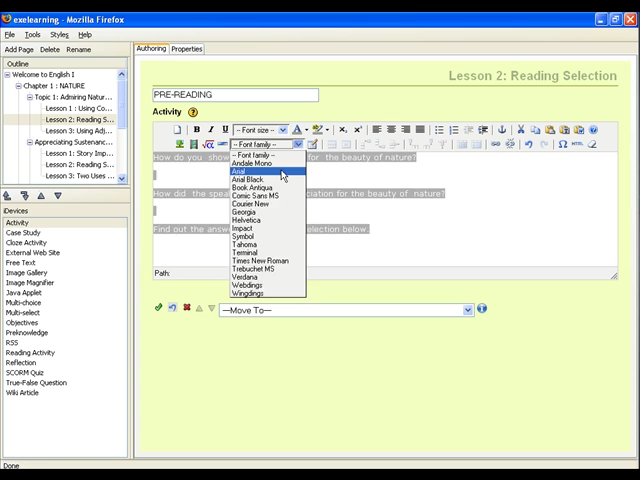 exelearning - Mozilla Firefox
File Tools Styles Help
Add Page Delete Rename
Authoring Properties
Outline
Welcome to English I
Chapter 1 : NATURE
Topic 1: Admiring Natur...
Lesson 1 : Using Co...
Lesson 2: Reading S...
Lesson 3: Using Adj...
Appreciating Sustenanc...
Lesson 1: Story Imp...
Lesson 2: Reading S...
Lesson 3: Two Uses ...
iDevices
Activity
Case Study
Cloze Activity
External Web Site
Free Text
Image Gallery
Image Magnifier
Java Applet
Multi-choice
Multi-select
Objectives
Preknowledge
RSS
Reading Activity
Reflection
SCORM Quiz
True-False Question
Wiki Article
Lesson 2: Reading Selection
PRE-READING
Activity
B I U -- Font size --
-- Font family --
HTML
How do you show for the beauty of nature?
How did the spea ciation for the beauty of nature?
Find out the answ election below.
-- Font family --
Andale Mono
Arial
Arial Black
Book Antiqua
Comic Sans MS
Courier New
Georgia
Helvetica
Impact
Symbol
Tahoma
Terminal
Times New Roman
Trebuchet MS
Verdana
Webdings
Wingdings
Path:
—Move To—
Done